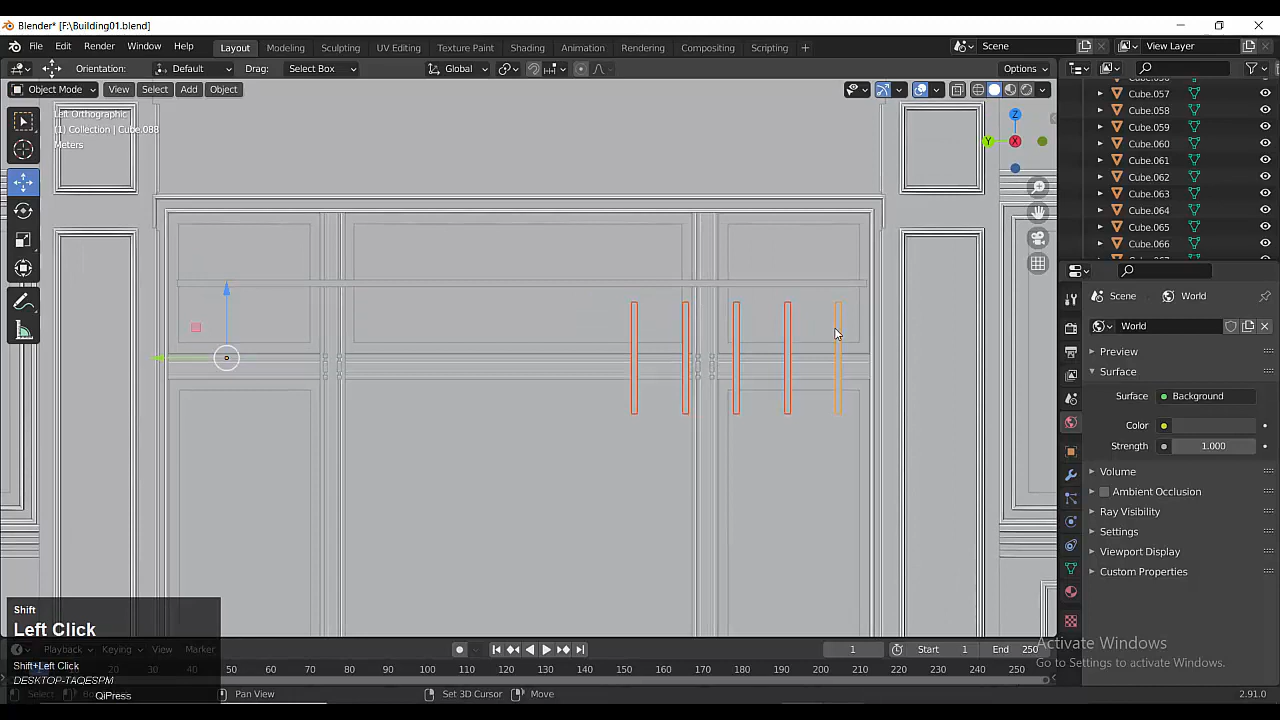 Blender* [F:\Building01.blend]
File Edit Render Window Help Layout Modeling Sculpting UV Editing Texture Paint Shading Animation Rendering Compositing Scripting + Scene View Layer
Orientation: Default Drag: Select Box Global Options
Object Mode View Select Add Object
Left Orthographic
(1) Collection | Cube.088
Meters
Z
Y
X
Cube.057
Cube.058
Cube.059
Cube.060
Cube.061
Cube.062
Cube.063
Cube.064
Cube.065
Cube.066
Scene World
World
Preview
Surface
Surface Background
Color
Strength 1.000
Volume
Ambient Occlusion
Ray Visibility
Settings
Viewport Display
Custom Properties
Shift
Left Click
Shift+Left Click
DESKTOP-TAQESPM
QiPress
Playback Keying View Marker 1 Start 1 End 250
20 30 40 50 60 70 80 90 100 110 120 130 140 150 160 170 180 190 200 210
Activate Windows
Go to Settings to activate Windows.
Select Pan View Set 3D Cursor Move 2.91.0